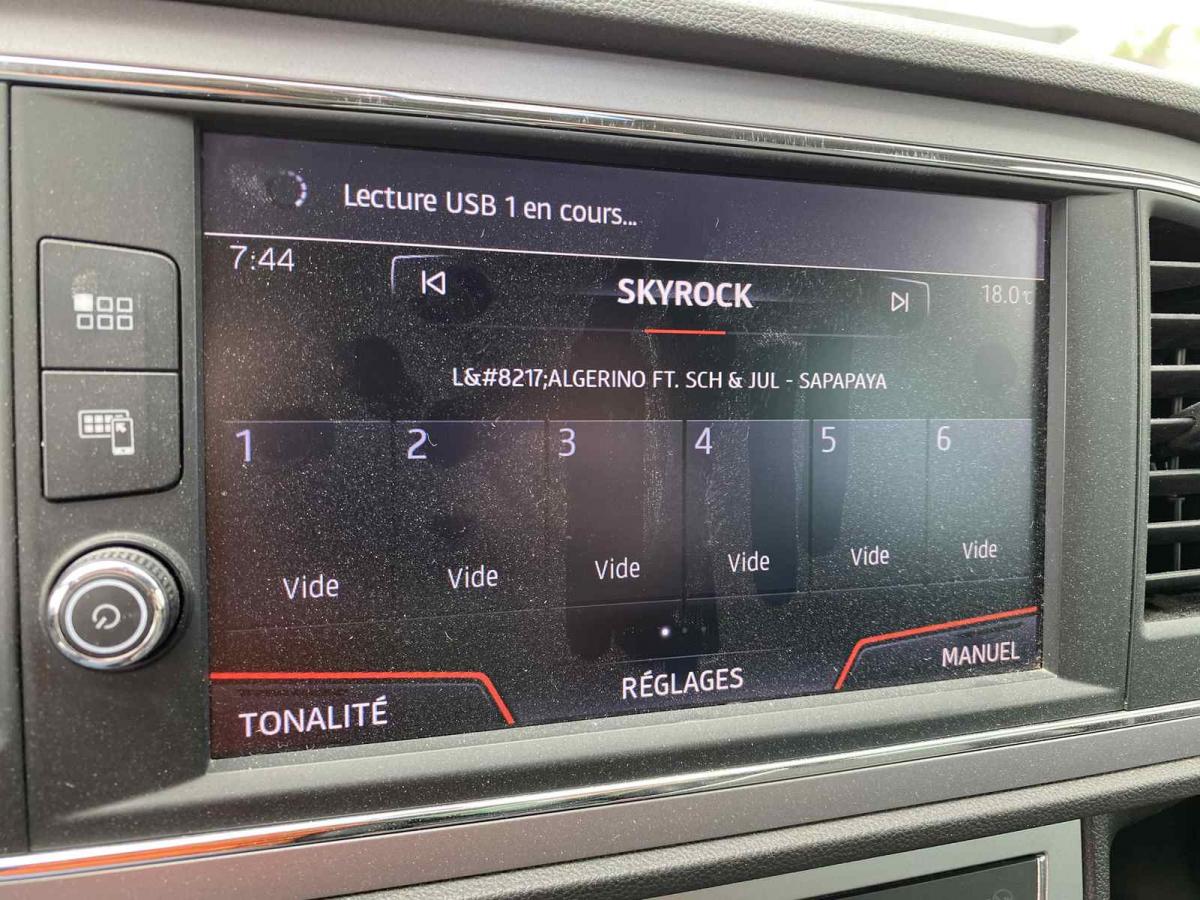 Lecture USB 1 en cours...
7:44
SKYROCK
18.0°C
L&#8217;ALGERINO FT. SCH & JUL - SAPAPAYA
1 2 3 4 5 6
Vide Vide Vide Vide Vide Vide
TONALITÉ RÉGLAGES MANUEL